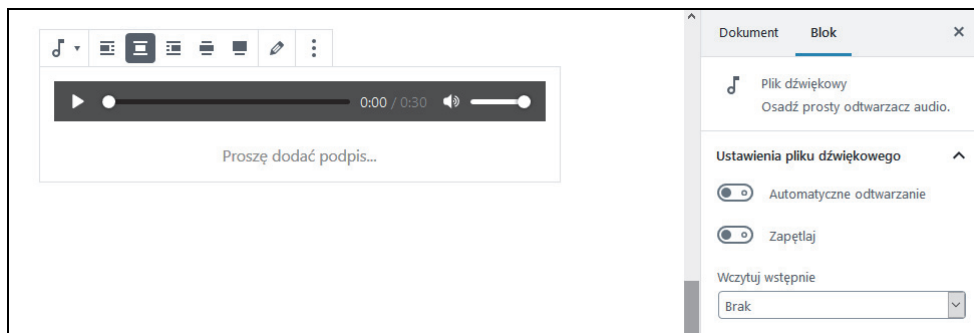 Dokument Blok
Plik dźwiękowy
Osadź prosty odtwarzacz audio.
0:00 / 0:30
Proszę dodać podpis...
Ustawienia pliku dźwiękowego
Automatyczne odtwarzanie
Zapętlaj
Wczytuj wstępnie
Brak